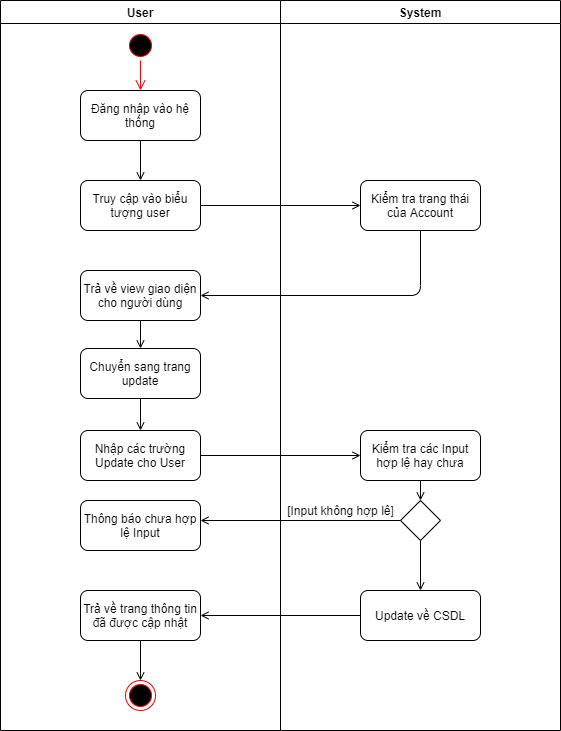 User
System
Đăng nhập vào hệ
thống
Truy cập vào biểu
tượng user
Kiểm tra trang thái
của Account
Trả về view giao diện
cho người dùng
Chuyển sang trang
update
Nhập các trường
Update cho User
Kiểm tra các Input
hợp lệ hay chưa
Thông báo chưa hợp
lệ Input
[Input không hợp lê]
Trả về trang thông tin
đã được cập nhật
Update về CSDL